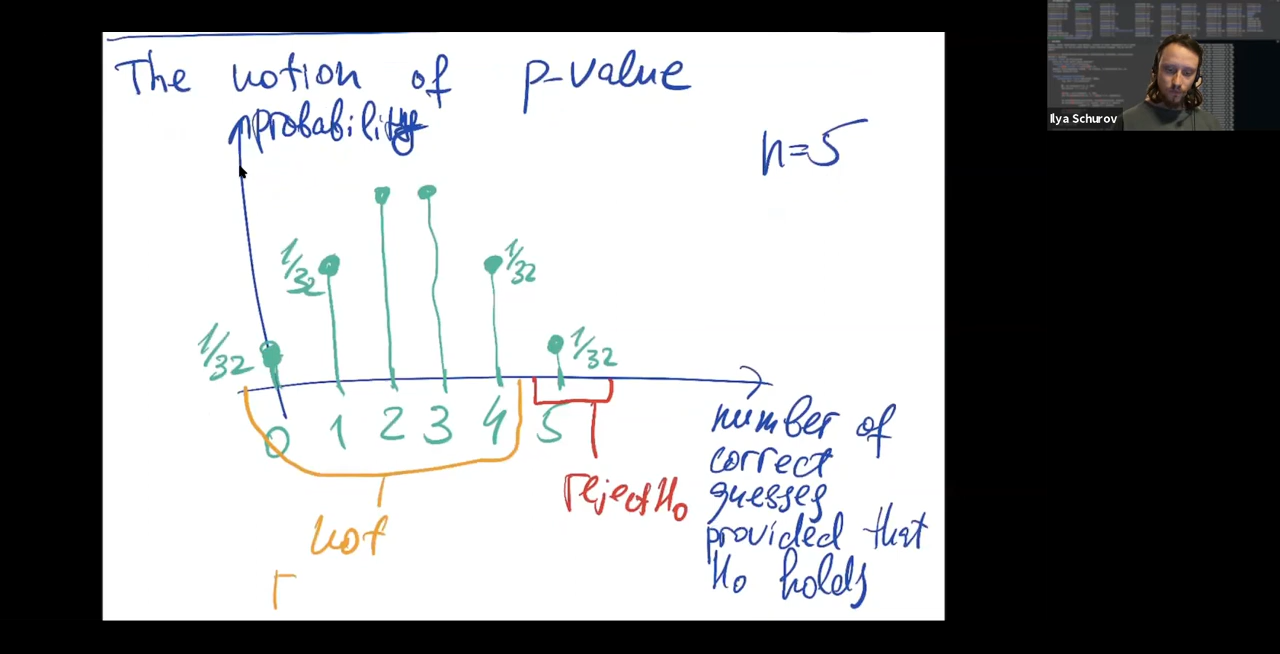 The notion of p-value
probability
n=5
1/32
1/32
1/32
1/32
0 1 2 3 4 5
reject H₀
not
number of
correct
guesses
provided that
H₀ holds
Ilya Schurov